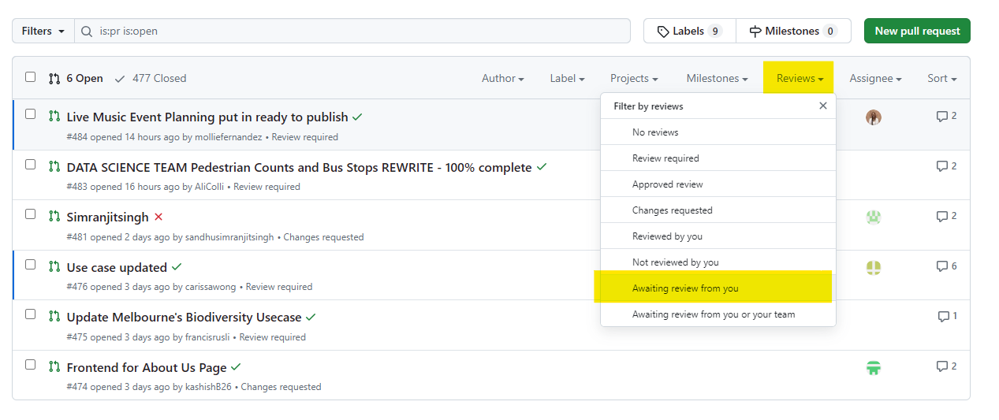 Filters is:pr is:open Labels 9 Milestones 0 New pull request
6 Open 477 Closed Author Label Projects Milestones Reviews Assignee Sort
Filter by reviews
No reviews
Review required
Approved review
Changes requested
Reviewed by you
Not reviewed by you
Awaiting review from you
Awaiting review from you or your team
Live Music Event Planning put in ready to publish 2
#484 opened 14 hours ago by molliefernandez • Review required
DATA SCIENCE TEAM Pedestrian Counts and Bus Stops REWRITE - 100% complete 2
#483 opened 16 hours ago by AliColli • Review required
Simranjitsingh 2
#481 opened 2 days ago by sandhusimranjitsingh • Changes requested
Use case updated 6
#476 opened 3 days ago by carissawong • Review required
Update Melbourne's Biodiversity Usecase 1
#475 opened 3 days ago by francisrusli • Review required
Frontend for About Us Page 2
#474 opened 3 days ago by kashishB26 • Changes requested